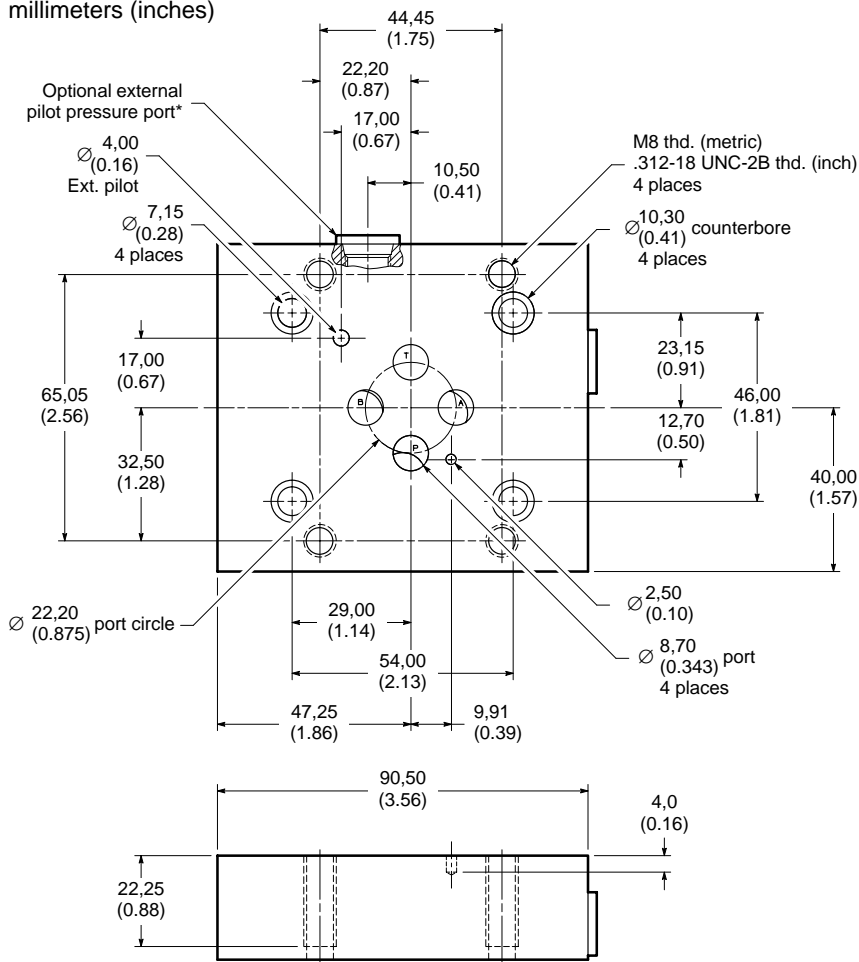 millimeters (inches)
44,45
(1.75)
22,20
(0.87)
Optional external
pilot pressure port*
17,00
(0.67)
∅ 4,00
(0.16)
Ext. pilot
10,50
(0.41)
M8 thd. (metric)
.312-18 UNC-2B thd. (inch)
4 places
∅ 7,15
(0.28)
4 places
∅ 10,30
(0.41) counterbore
4 places
17,00
(0.67)
T
23,15
(0.91)
65,05
(2.56)
B
A
46,00
(1.81)
12,70
(0.50)
32,50
(1.28)
P
40,00
(1.57)
∅ 22,20
(0.875) port circle
29,00
(1.14)
∅ 2,50
(0.10)
∅ 8,70
(0.343) port
4 places
54,00
(2.13)
47,25
(1.86)
9,91
(0.39)
90,50
(3.56)
4,0
(0.16)
22,25
(0.88)